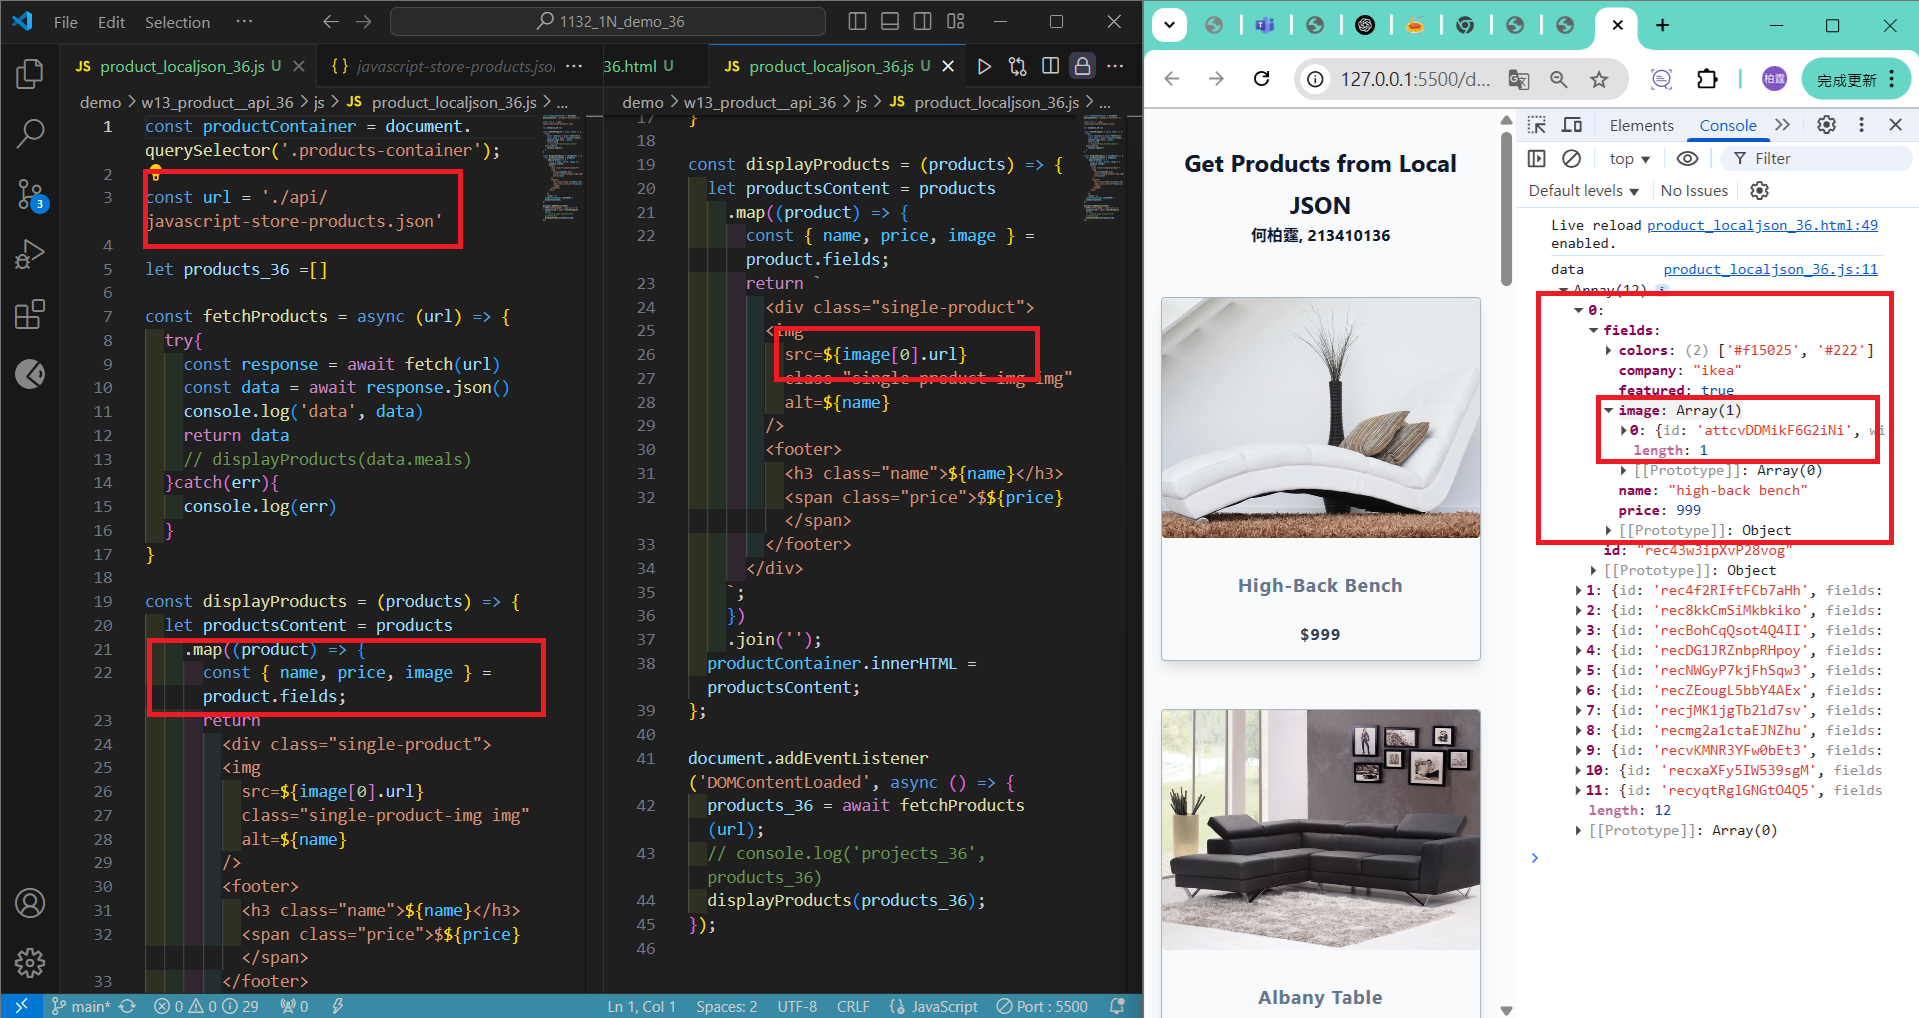 File Edit Selection ···
1132_1N_demo_36
JS product_localjson_36.js U
{} javascript-store-products.json ···
demo > w13_product__api_36 > js > JS product_localjson_36.js > ...
1 const productContainer = document.
querySelector('.products-container');
2
3 const url = './api/
javascript-store-products.json'
4
5 let products_36 =[]
6
7 const fetchProducts = async (url) => {
8 try{
9 const response = await fetch(url)
10 const data = await response.json()
11 console.log('data', data)
12 return data
13 // displayProducts(data.meals)
14 }catch(err){
15 console.log(err)
16 }
17 }
18
19 const displayProducts = (products) => {
20 let productsContent = products
21 .map((product) => {
22 const { name, price, image } =
product.fields;
23 return
24 <div class="single-product">
25 <img
26 src=${image[0].url}
27 class="single-product-img img"
28 alt=${name}
29 />
30 <footer>
31 <h3 class="name">${name}</h3>
32 <span class="price">$${price}
</span>
33 </footer>
36.html U
JS product_localjson_36.js U
···
demo > w13_product__api_36 > js > JS product_localjson_36.js > ...
17 }
18
19 const displayProducts = (products) => {
20 let productsContent = products
21 .map((product) => {
22 const { name, price, image } =
product.fields;
23 return `
24 <div class="single-product">
25 <img
26 src=${image[0].url}
27 class="single-product-img img"
28 alt=${name}
29 />
30 <footer>
31 <h3 class="name">${name}</h3>
32 <span class="price">$${price}
</span>
33 </footer>
34 </div>
35 `;
36 })
37 .join('');
38 productContainer.innerHTML =
productsContent;
39 };
40
41 document.addEventListener
('DOMContentLoaded', async () => {
42 products_36 = await fetchProducts
(url);
43 // console.log('projects_36',
products_36)
44 displayProducts(products_36);
45 });
46
3
main* 0 0 29 0
Ln 1, Col 1 Spaces: 2 UTF-8 CRLF {} JavaScript Port : 5500
127.0.0.1:5500/d...
柏霆
完成更新
Get Products from Local
JSON
何柏霆, 213410136
High-Back Bench
$999
Albany Table
Elements Console
top Filter
Default levels No Issues
Live reload product_localjson_36.html:49
enabled.
data product_localjson_36.js:11
Array(12) i
0:
fields:
colors: (2) ['#f15025', '#222']
company: "ikea"
featured: true
image: Array(1)
0: {id: 'attcvDDMikF6G2iNi', wi
length: 1
[[Prototype]]: Array(0)
name: "high-back bench"
price: 999
[[Prototype]]: Object
id: "rec43w3ipXvP28vog"
[[Prototype]]: Object
1: {id: 'rec4f2RIftFCb7aHh', fields:
2: {id: 'rec8kkCmSiMkbkiko', fields:
3: {id: 'recBohCqQsot4Q4II', fields:
4: {id: 'recDG1JRZnbpRHpoy', fields:
5: {id: 'recNWGyP7kjFhSqw3', fields:
6: {id: 'recZEougL5bbY4AEx', fields:
7: {id: 'recjMK1jgTb2ld7sv', fields:
8: {id: 'recmg2a1ctaEJNZhu', fields:
9: {id: 'recvKMNR3YFw0bEt3', fields:
10: {id: 'recxaXFy5IW539sgM', fields
11: {id: 'recyqtRglGNGtO4Q5', fields
length: 12
[[Prototype]]: Array(0)